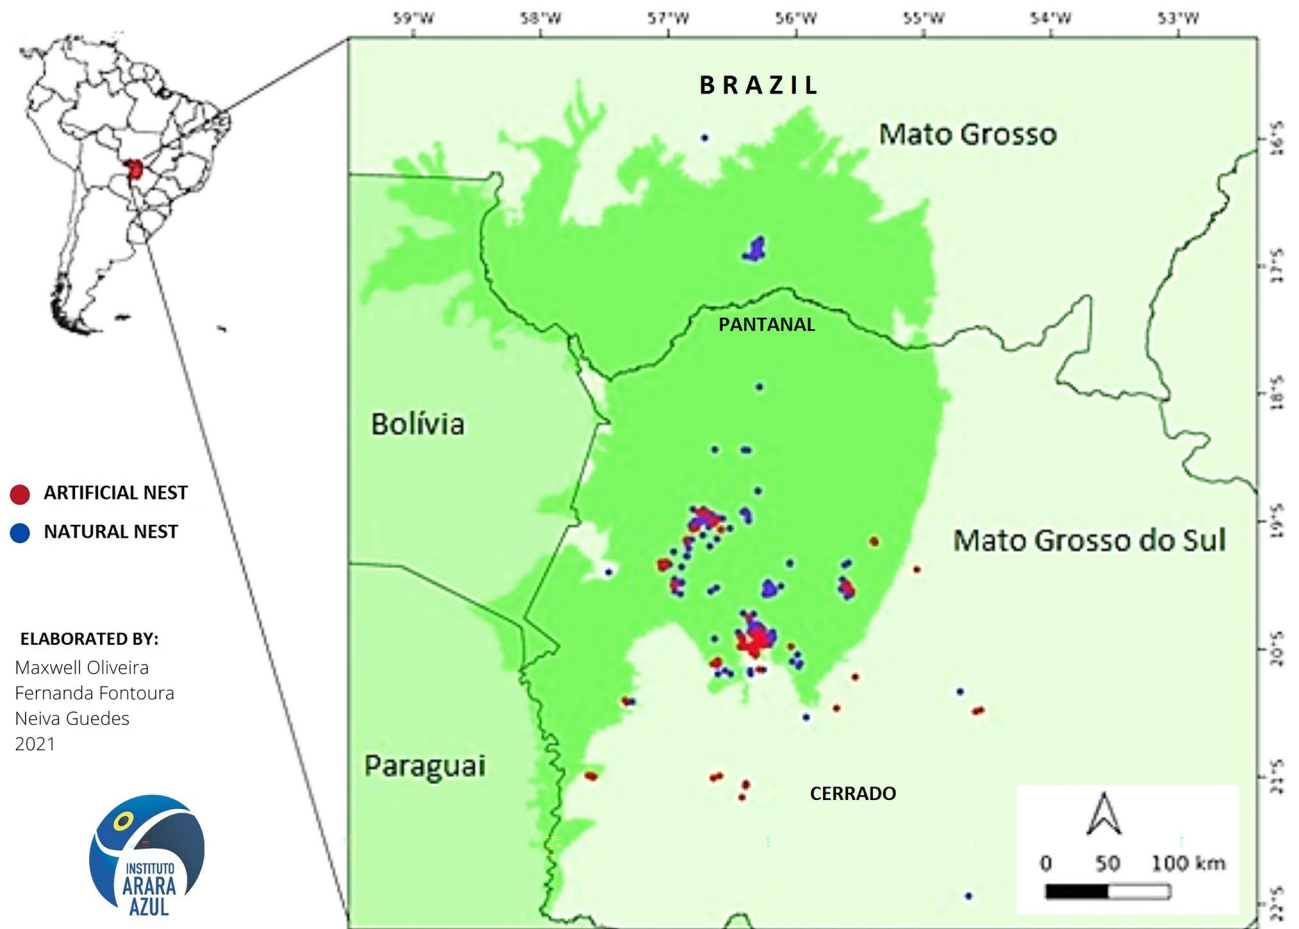 59°W 58°W 57°W 56°W 55°W 54°W 53°W
BRAZIL
Mato Grosso
16°S
17°S
PANTANAL
18°S
Bolívia
ARTIFICIAL NEST
NATURAL NEST
19°S
Mato Grosso do Sul
20°S
ELABORATED BY:
Maxwell Oliveira
Fernanda Fontoura
Neiva Guedes
2021
Paraguai
21°S
CERRADO
0 50 100 km
22°S
INSTITUTO
ARARA
AZUL